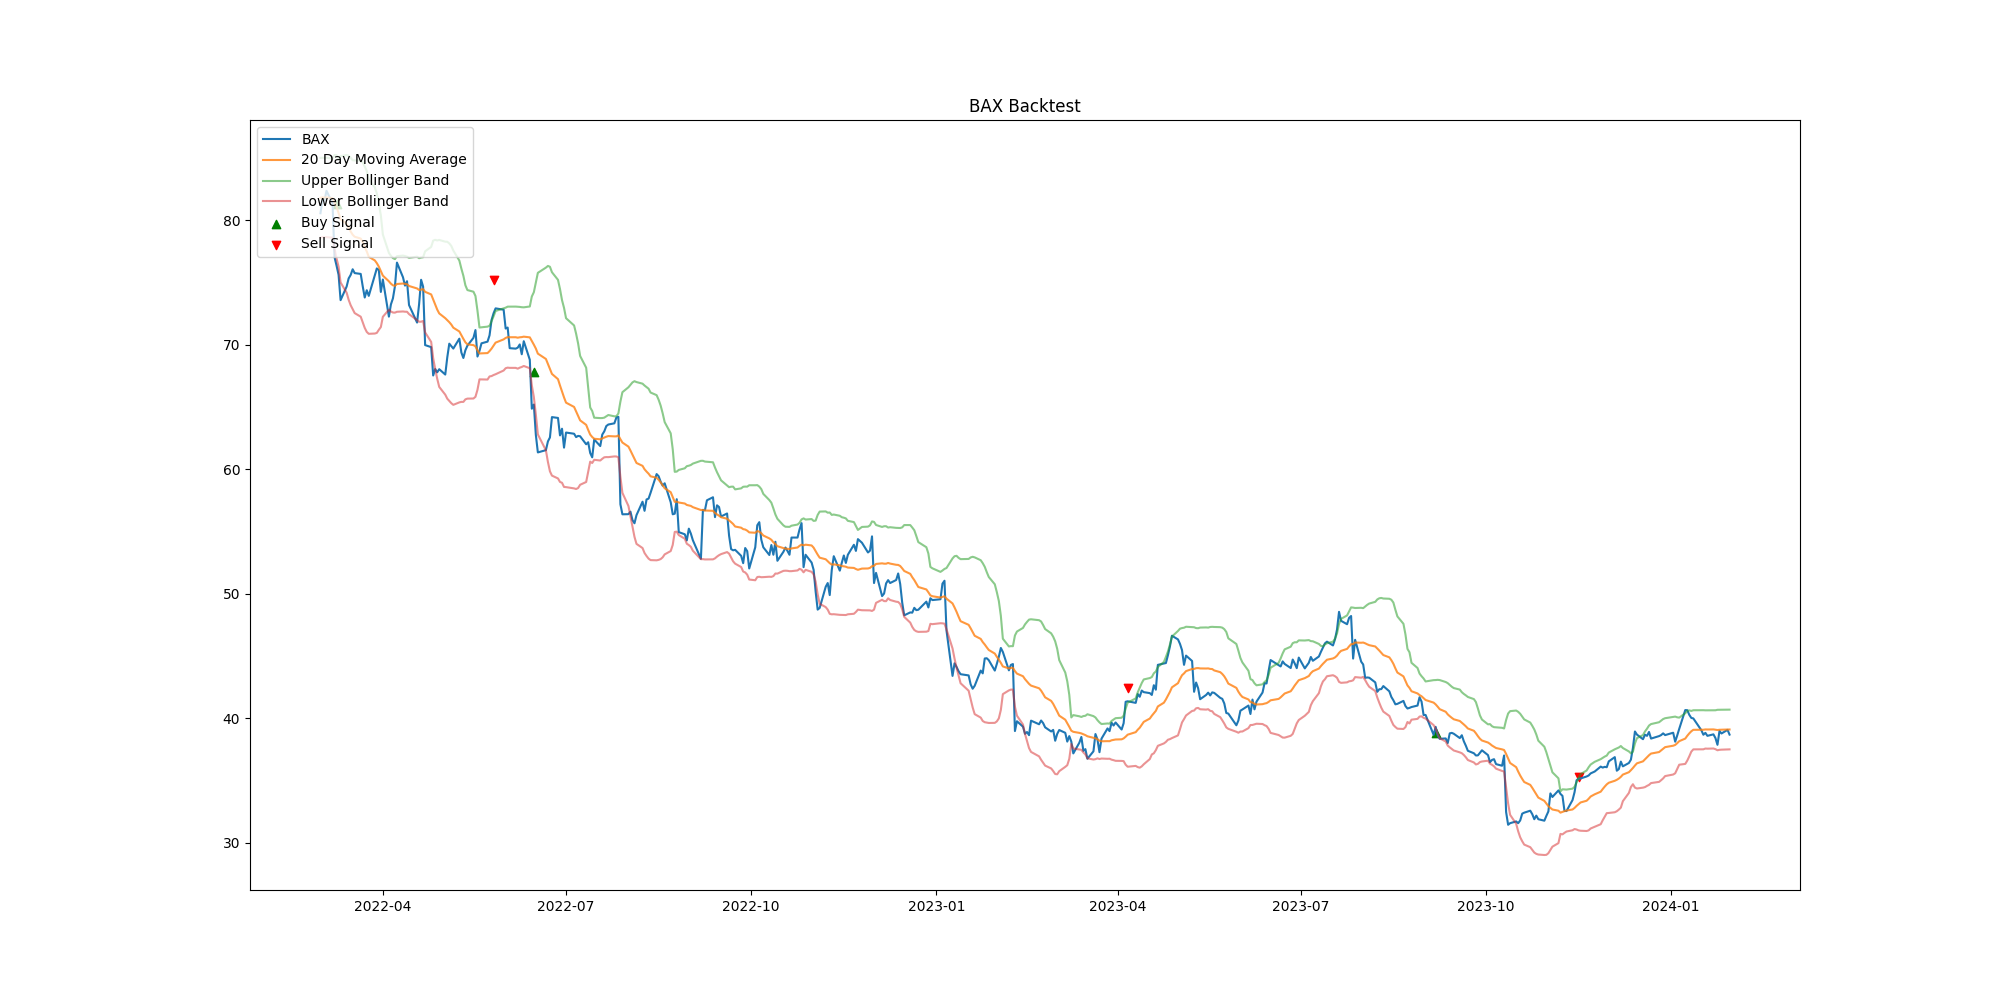 BAX Backtest
BAX
20 Day Moving Average
Upper Bollinger Band
Lower Bollinger Band
Buy Signal
Sell Signal
80
70
60
50
40
30
2022-04
2022-07
2022-10
2023-01
2023-04
2023-07
2023-10
2024-01